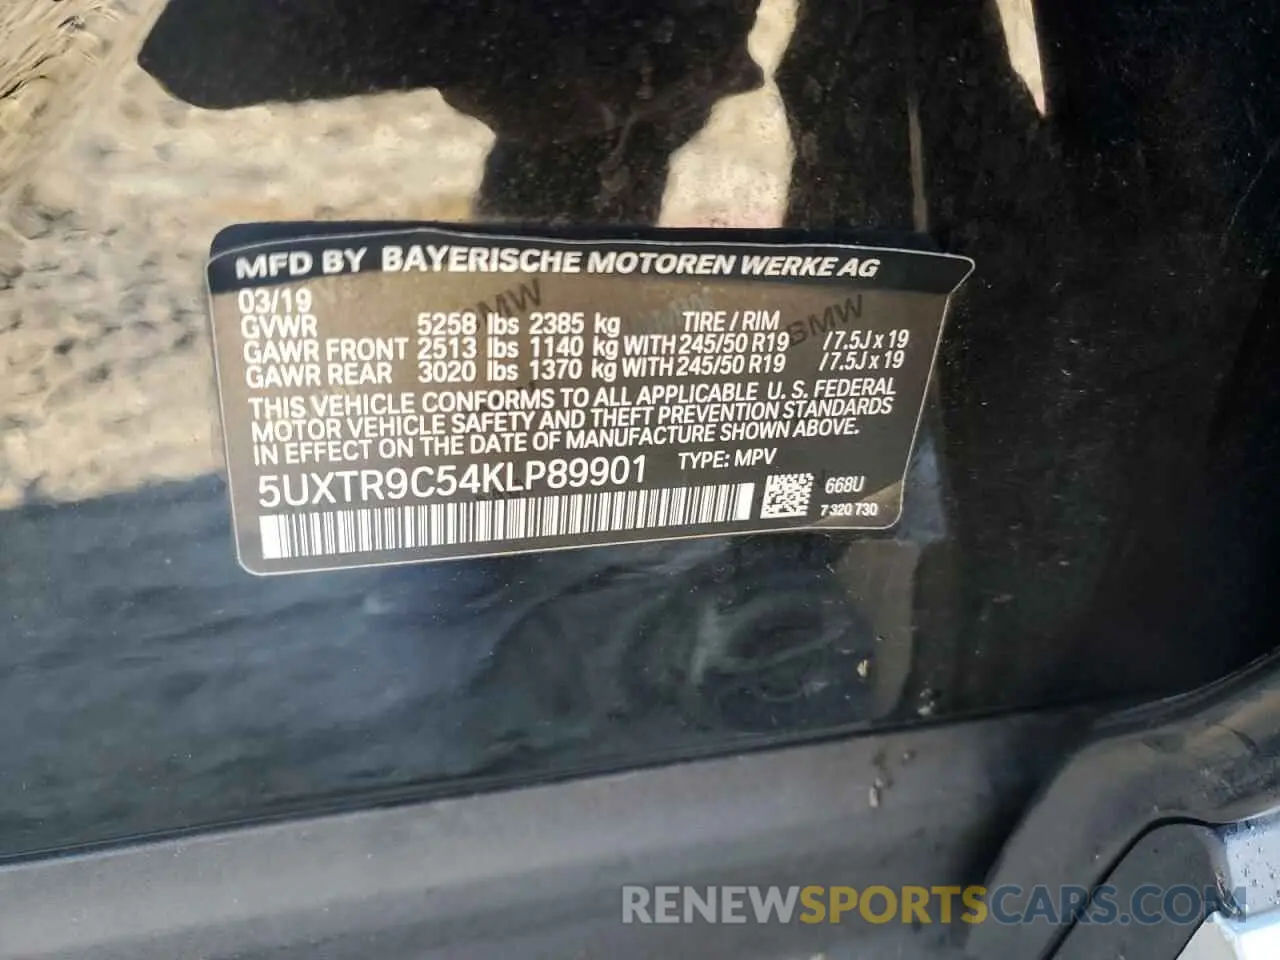 MFD BY BAYERISCHE MOTOREN WERKE AG
03/19
GVWR 5258 lbs 2385 kg TIRE / RIM
GAWR FRONT 2513 lbs 1140 kg WITH 245/50 R19 / 7.5J x 19
GAWR REAR 3020 lbs 1370 kg WITH 245/50 R19 / 7.5J x 19
THIS VEHICLE CONFORMS TO ALL APPLICABLE U. S. FEDERAL
MOTOR VEHICLE SAFETY AND THEFT PREVENTION STANDARDS
IN EFFECT ON THE DATE OF MANUFACTURE SHOWN ABOVE.
5UXTR9C54KLP89901 TYPE: MPV
668U
7 320 730
BMW
BMW
RENEWSPORTSCARS.COM